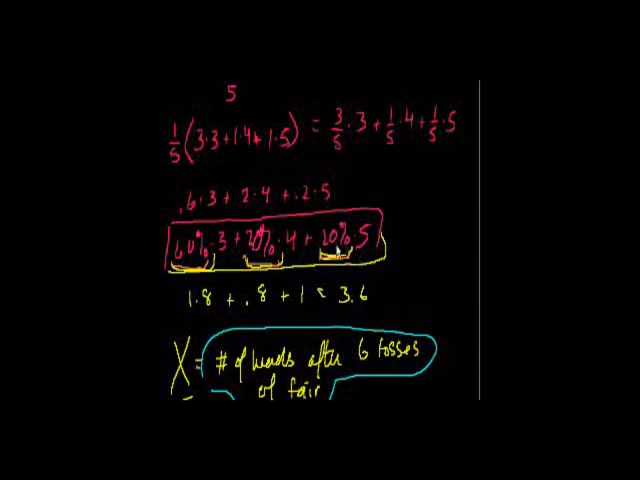 5
1/5 (3·3+1·4+1·5) = 3/5·3+1/5·4+1/5·5
.6·3+2·4+.2·5
60%·3+20%·4+20%·5
1.8+.8+1=3.6
X= # of heads after 6 tosses
of fair